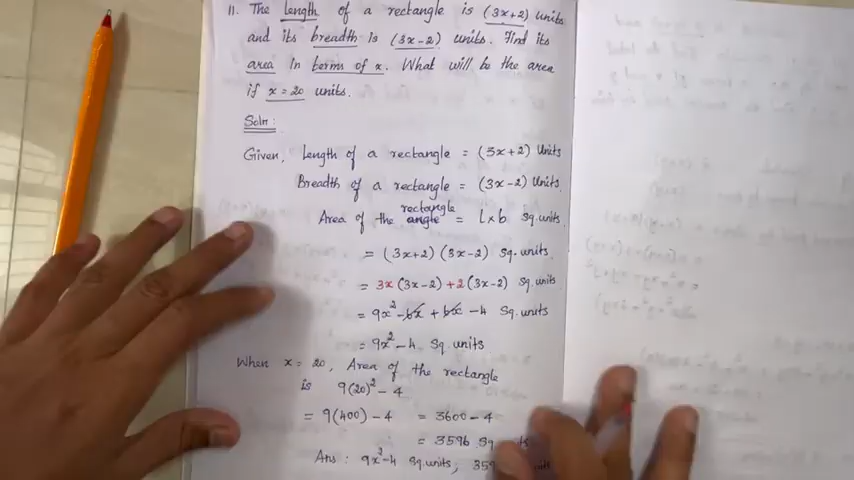 11. The Length of a rectangle is (3x+2) units
and its breadth is (3x-2) units. Find its
area in terms of x. What will be the area
if x=20 units.
Soln:
Given, Length of a rectangle = (3x+2) Units
Breadth of a rectangle = (3x-2) Units.
Area of the rectangle = l×b Sq.units.
= (3x+2) (3x-2) Sq.units.
= 3x(3x-2)+2(3x-2) Sq.units
= 9x²-6x+6x-4 Sq.units
= 9x²-4 Sq.units
When x=20, Area of the rectangle
is 9(20)²-4
= 9(400)-4 = 3600-4
= 3596 Sq
Ans: 9x²-4 Sq.units,